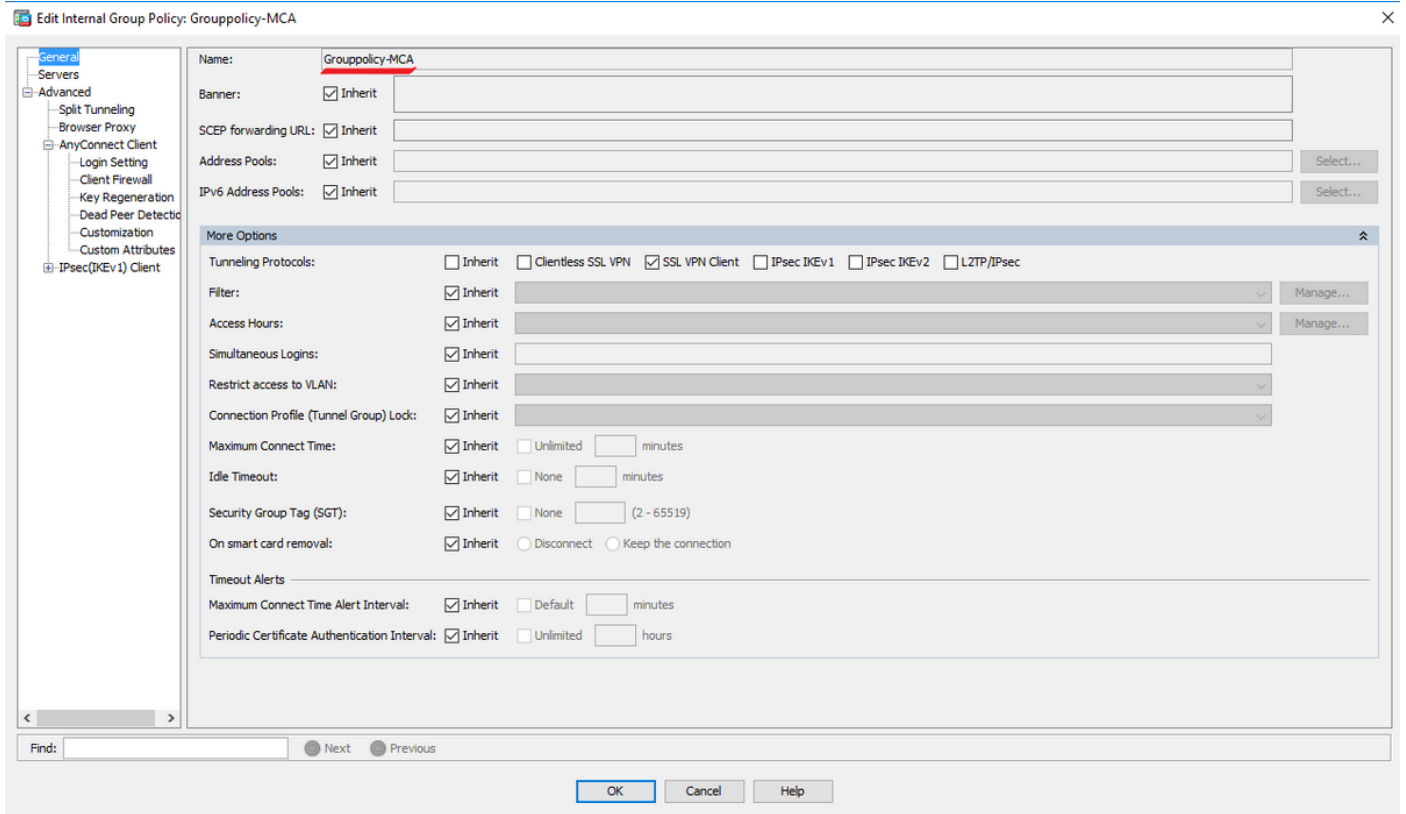 Edit Internal Group Policy: Grouppolicy-MCA
General
Servers
Advanced
Split Tunneling
Browser Proxy
AnyConnect Client
Login Setting
Client Firewall
Key Regeneration
Dead Peer Detectio
Customization
Custom Attributes
IPsec(IKEv1) Client
Name: Grouppolicy-MCA
Banner: Inherit
SCEP forwarding URL: Inherit
Address Pools: Inherit Select...
IPv6 Address Pools: Inherit Select...
More Options
Tunneling Protocols: Inherit Clientless SSL VPN SSL VPN Client IPsec IKEv1 IPsec IKEv2 L2TP/IPsec
Filter: Inherit Manage...
Access Hours: Inherit Manage...
Simultaneous Logins: Inherit
Restrict access to VLAN: Inherit
Connection Profile (Tunnel Group) Lock: Inherit
Maximum Connect Time: Inherit Unlimited minutes
Idle Timeout: Inherit None minutes
Security Group Tag (SGT): Inherit None (2 - 65519)
On smart card removal: Inherit Disconnect Keep the connection
Timeout Alerts
Maximum Connect Time Alert Interval: Inherit Default minutes
Periodic Certificate Authentication Interval: Inherit Unlimited hours
Find: Next Previous
OK Cancel Help